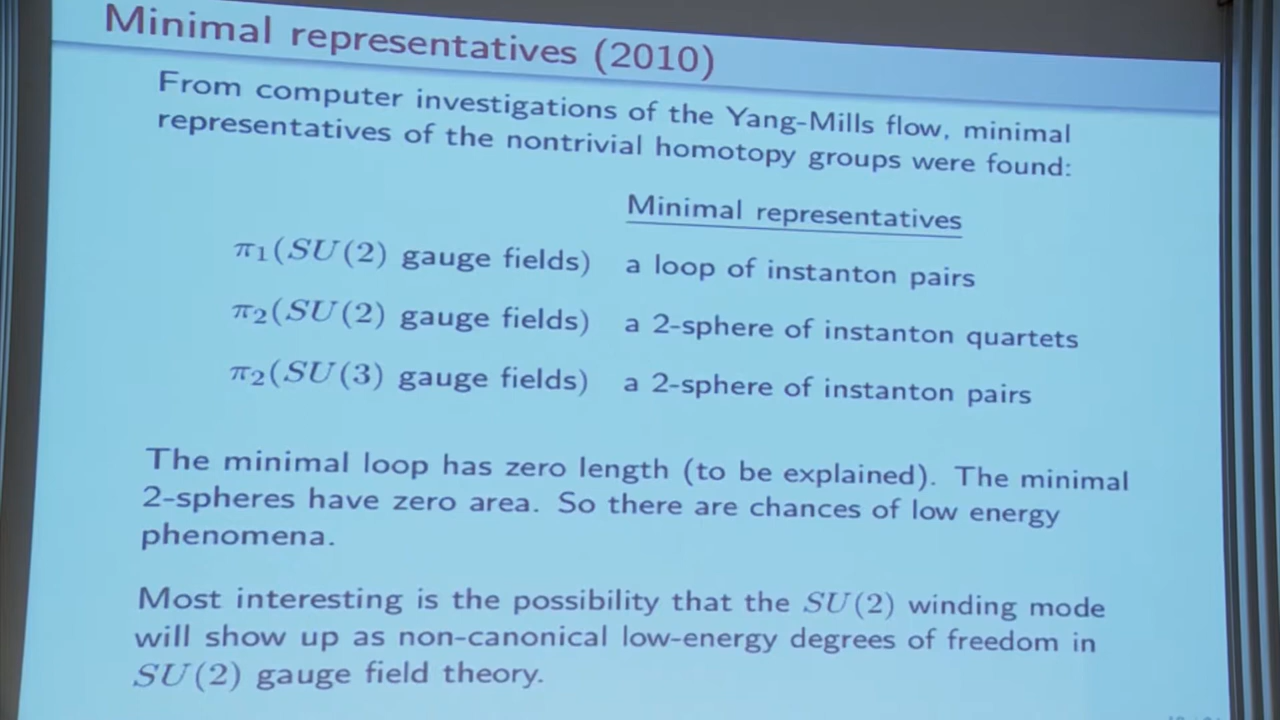 Minimal representatives (2010)
From computer investigations of the Yang-Mills flow, minimal
representatives of the nontrivial homotopy groups were found:
Minimal representatives
π₁(SU(2) gauge fields) a loop of instanton pairs
π₂(SU(2) gauge fields) a 2-sphere of instanton quartets
π₂(SU(3) gauge fields) a 2-sphere of instanton pairs
The minimal loop has zero length (to be explained). The minimal
2-spheres have zero area. So there are chances of low energy
phenomena.
Most interesting is the possibility that the SU(2) winding mode
will show up as non-canonical low-energy degrees of freedom in
SU(2) gauge field theory.